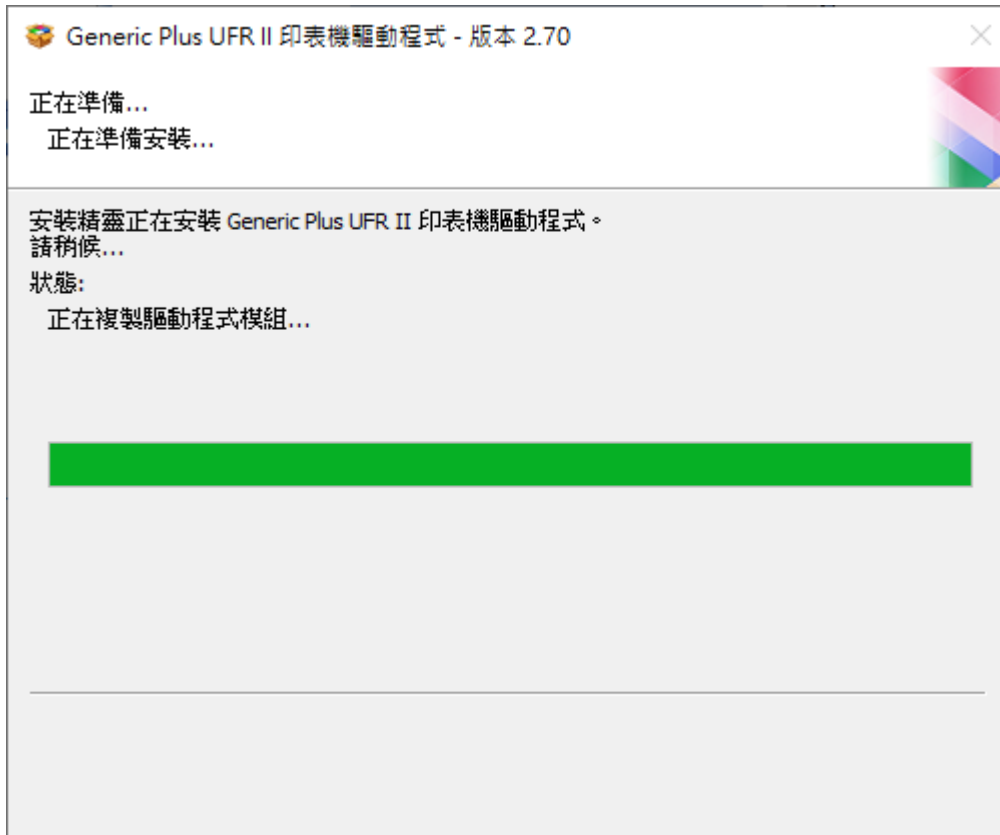 Generic Plus UFR II 印表機驅動程式 - 版本 2.70
正在準備...
正在準備安裝...
安裝精靈正在安裝 Generic Plus UFR II 印表機驅動程式。
請稍候...
狀態:
正在複製驅動程式模組...